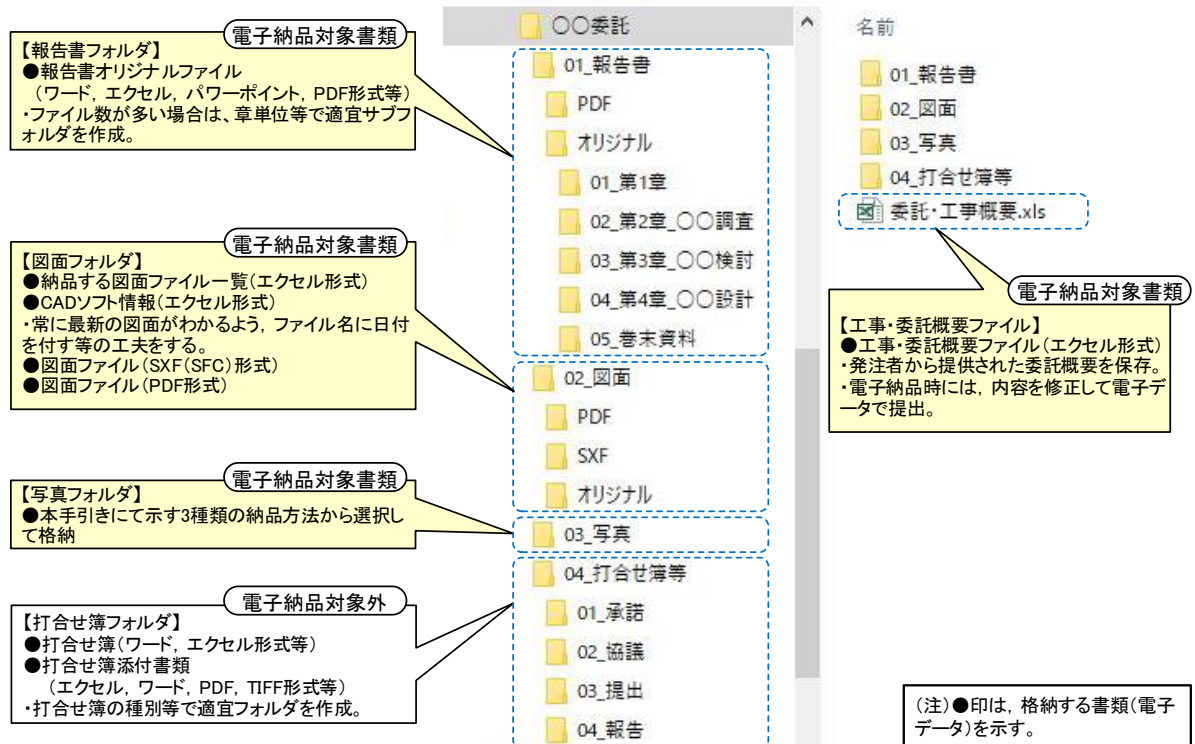 電子納品対象書類
【報告書フォルダ】
●報告書オリジナルファイル
（ワード，エクセル，パワーポイント，PDF形式等）
・ファイル数が多い場合は、章単位等で適宜サブフ
ォルダを作成。
電子納品対象書類
【図面フォルダ】
●納品する図面ファイル一覧（エクセル形式）
●CADソフト情報（エクセル形式）
・常に最新の図面がわかるよう，ファイル名に日付
を付す等の工夫をする。
●図面ファイル（SXF（SFC）形式）
●図面ファイル（PDF形式）
電子納品対象書類
【写真フォルダ】
●本手引きにて示す3種類の納品方法から選択し
て格納
電子納品対象外
【打合せ簿フォルダ】
●打合せ簿（ワード，エクセル形式等）
●打合せ簿添付書類
（エクセル，ワード，PDF，TIFF形式等）
・打合せ簿の種別等で適宜フォルダを作成。
〇〇委託
01_報告書
PDF
オリジナル
01_第1章
02_第2章_〇〇調査
03_第3章_〇〇検討
04_第4章_〇〇設計
05_巻末資料
02_図面
PDF
SXF
オリジナル
03_写真
04_打合せ簿等
01_承諾
02_協議
03_提出
04_報告
名前
01_報告書
02_図面
03_写真
04_打合せ簿等
委託・工事概要.xls
電子納品対象書類
【工事・委託概要ファイル】
●工事・委託概要ファイル（エクセル形式）
・発注者から提供された委託概要を保存。
・電子納品時には，内容を修正して電子デ
ータで提出。
（注）●印は，格納する書類（電子
データ）を示す。